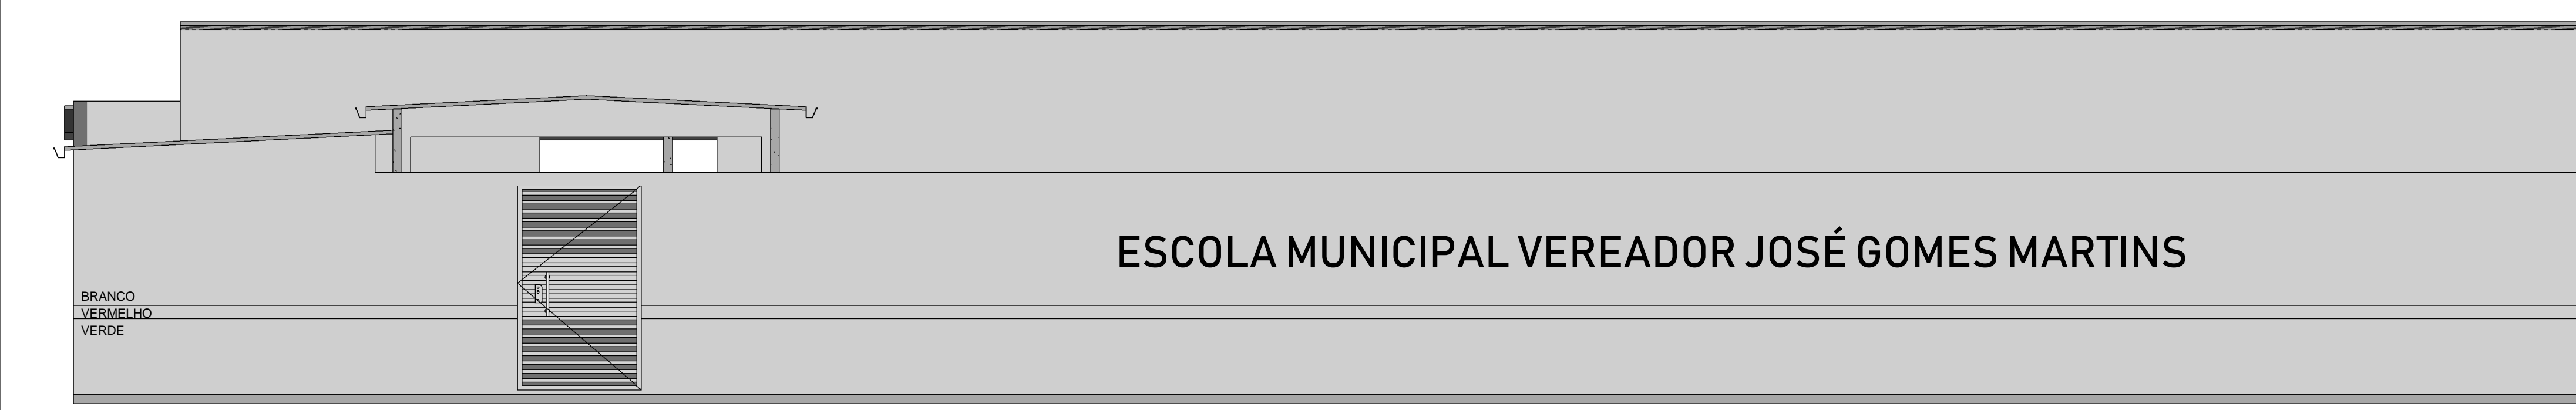 ESCOLA MUNICIPAL VEREADOR JOSÉ GOMES MARTINS
BRANCO
VERMELHO
VERDE